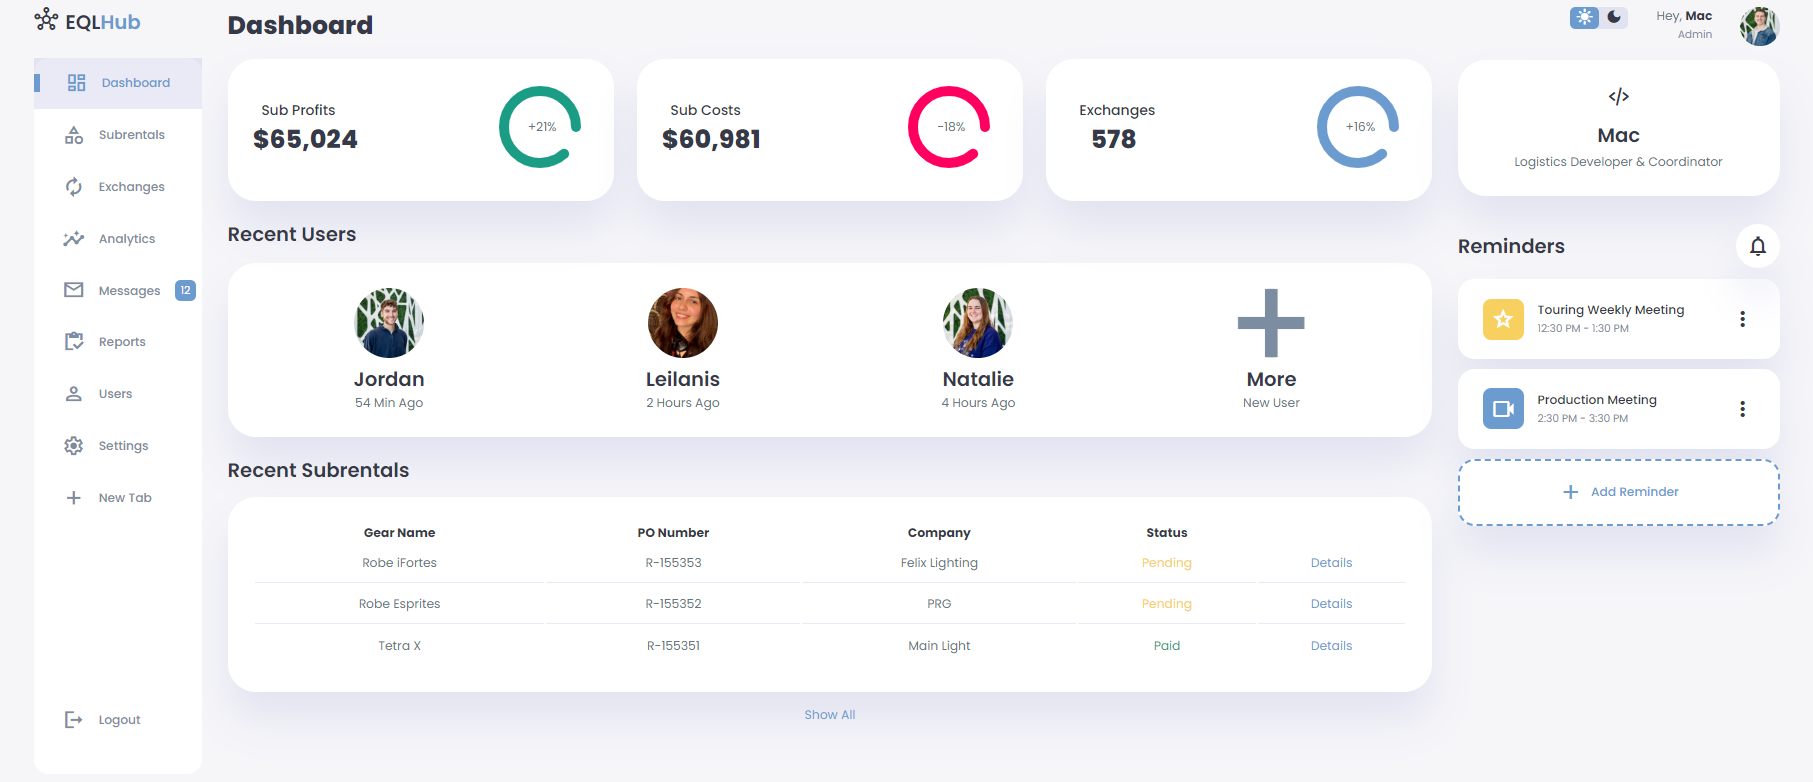 EQLHub
Dashboard
Hey, Mac
Admin
Dashboard
Subrentals
Exchanges
Analytics
Messages 12
Reports
Users
Settings
New Tab
Logout
Sub Profits
$65,024
+21%
Sub Costs
$60,981
-18%
Exchanges
578
+16%
Recent Users
Jordan
54 Min Ago
Leilanis
2 Hours Ago
Natalie
4 Hours Ago
More
New User
Recent Subrentals
Gear Name PO Number Company Status
Robe iFortes R-155353 Felix Lighting Pending Details
Robe Esprites R-155352 PRG Pending Details
Tetra X R-155351 Main Light Paid Details
Show All
</>
Mac
Logistics Developer & Coordinator
Reminders
Touring Weekly Meeting
12:30 PM - 1:30 PM
Production Meeting
2:30 PM - 3:30 PM
Add Reminder